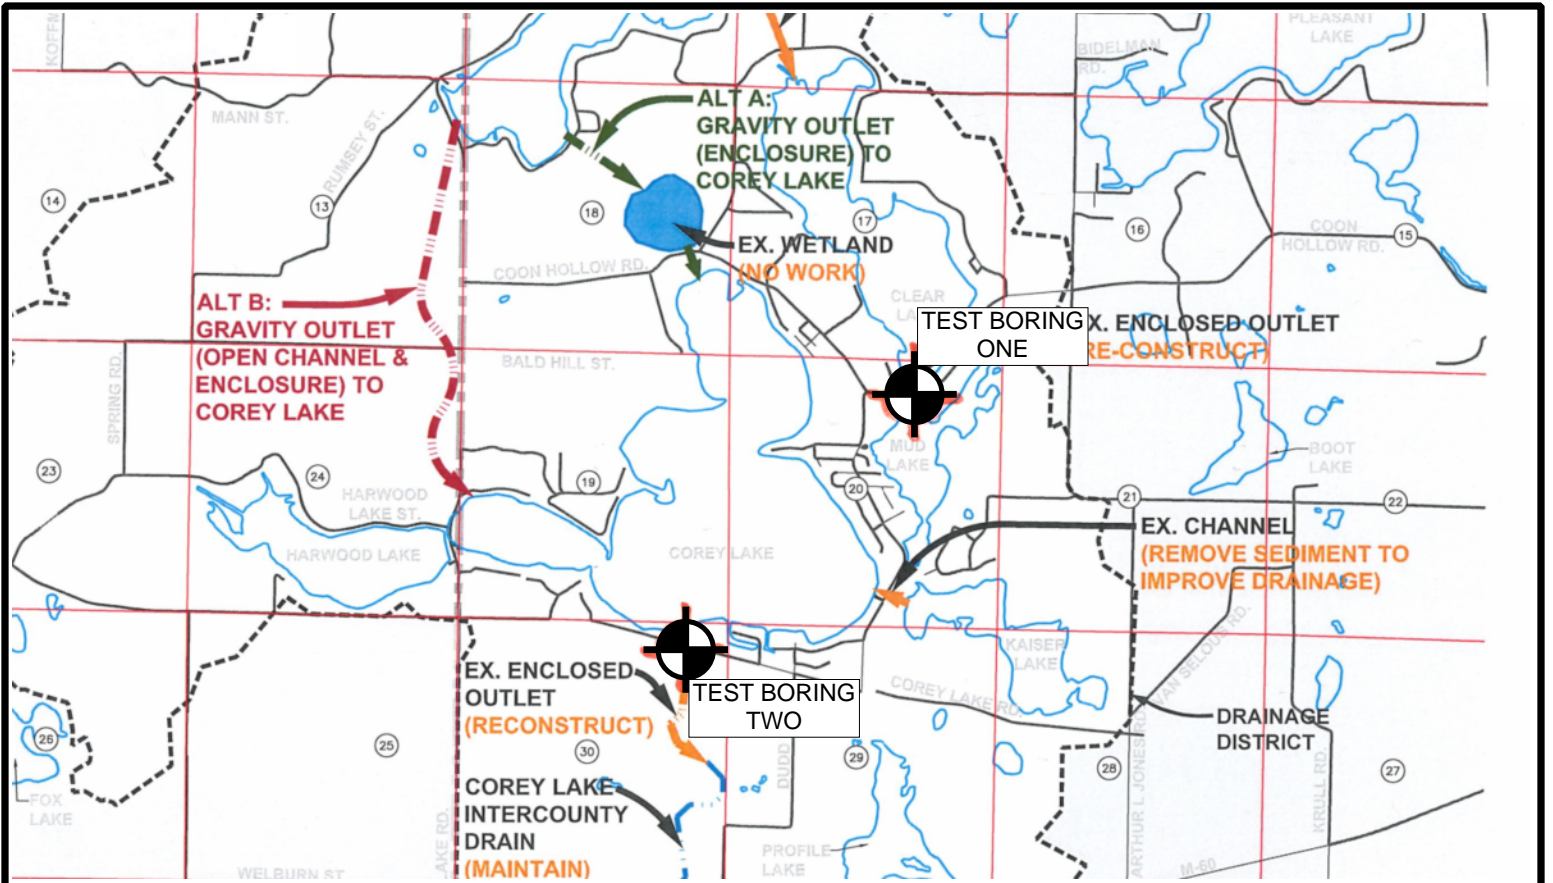 KOFFM
MANN ST.
RUMSEY ST.
14
13
18
17
16
15
ALT A:
GRAVITY OUTLET
(ENCLOSURE) TO
COREY LAKE
BIDELMAN
RD.
PLEASANT
LAKE
EX. WETLAND
(NO WORK)
COON HOLLOW RD.
COON
HOLLOW RD.
CLEAR
ALT B:
GRAVITY OUTLET
(OPEN CHANNEL &
ENCLOSURE) TO
COREY LAKE
SPRING RD.
BALD HILL ST.
TEST BORING
ONE
X. ENCLOSED OUTLET
RE-CONSTRUCT)
MUD
LAKE
BOOT
LAKE
23
24
19
20
21
22
HARWOOD
LAKE ST.
HARWOOD LAKE
COREY LAKE
EX. CHANNEL
(REMOVE SEDIMENT TO
IMPROVE DRAINAGE)
KAISER
LAKE
VAN SELOUS RD.
COREY LAKE RD.
EX. ENCLOSED
OUTLET
(RECONSTRUCT)
TEST BORING
TWO
DRAINAGE
DISTRICT
26
25
30
29
28
27
FOX
LAKE
COREY LAKE
INTERCOUNTY
DRAIN
(MAINTAIN)
DUDD
ARTHUR L JONES RD.
KRULL RD.
AKE RD.
WELBURN ST
PROFILE
LAKE
M-60